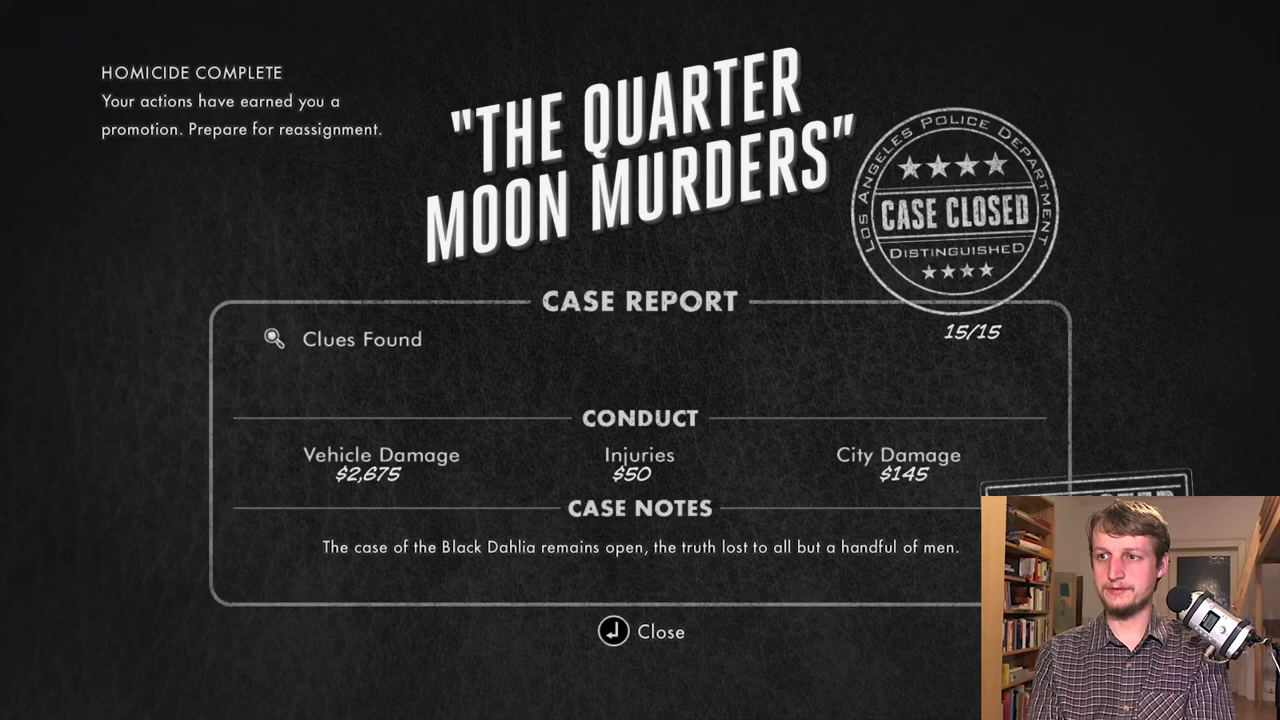 HOMICIDE COMPLETE
Your actions have earned you a
promotion. Prepare for reassignment.
"THE QUARTER
MOON MURDERS"
LOS ANGELES POLICE DEPARTMENT
CASE CLOSED
DISTINGUISHED
CASE REPORT
Clues Found 15/15
CONDUCT
Vehicle Damage Injuries City Damage
$2,675 $50 $145
CASE NOTES
The case of the Black Dahlia remains open, the truth lost to all but a handful of men.
Close